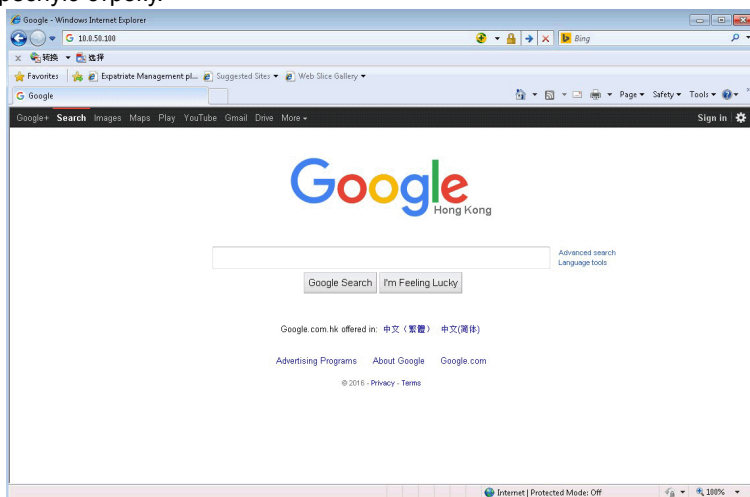 ресную строку.
Google - Windows Internet Explorer
G 10.0.50.100
Bing
x 转换 选择
Favorites Expatriate Management pl... Suggested Sites Web Slice Gallery
G Google
Page Safety Tools
Google+ Search Images Maps Play YouTube Gmail Drive More
Sign in
Google
Hong Kong
Advanced search
Language tools
Google Search I'm Feeling Lucky
Google.com.hk offered in: 中文（繁體） 中文(简体)
Advertising Programs About Google Google.com
© 2016 - Privacy - Terms
Internet | Protected Mode: Off 100%